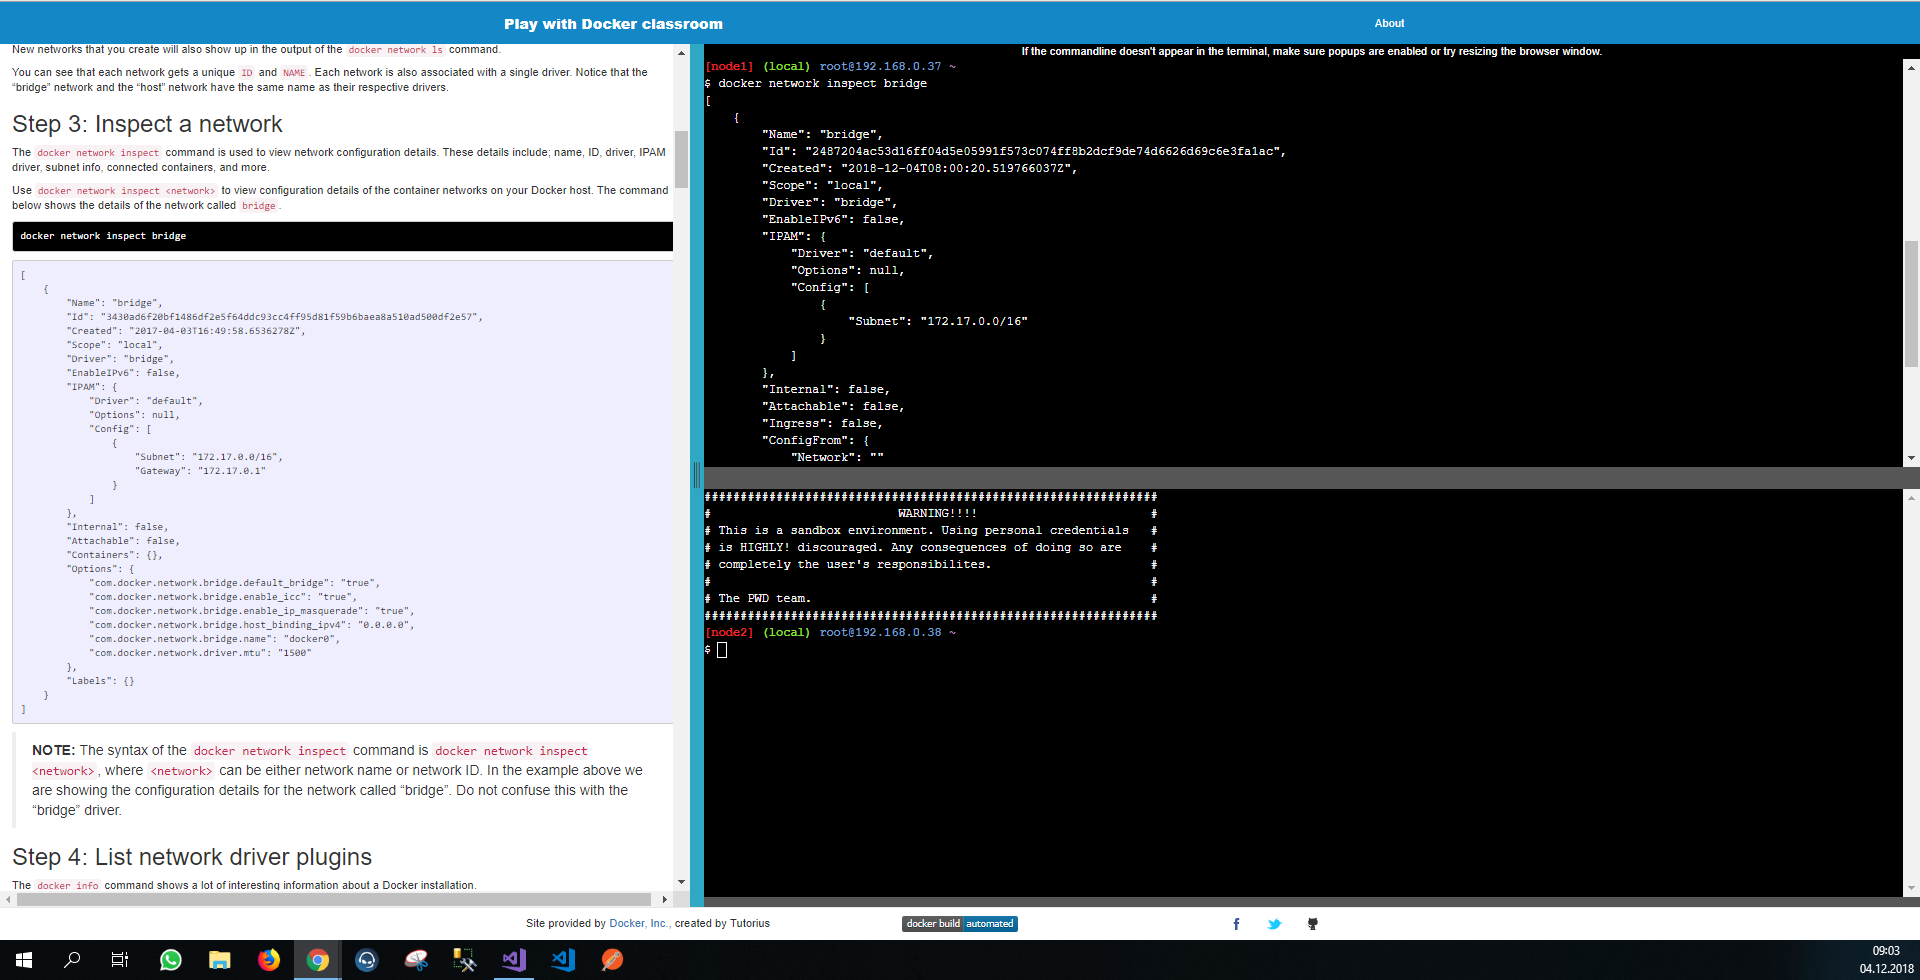 Play with Docker classroom
About
New networks that you create will also show up in the output of the docker network ls command.
You can see that each network gets a unique ID and NAME . Each network is also associated with a single driver. Notice that the
“bridge” network and the “host” network have the same name as their respective drivers.
Step 3: Inspect a network
The docker network inspect command is used to view network configuration details. These details include; name, ID, driver, IPAM
driver, subnet info, connected containers, and more.
Use docker network inspect <network> to view configuration details of the container networks on your Docker host. The command
below shows the details of the network called bridge .
docker network inspect bridge
[
{
"Name": "bridge",
"Id": "3430ad6f20bf1486df2e5f64ddc93cc4ff95d81f59b6baea8a510ad500df2e57",
"Created": "2017-04-03T16:49:58.6536278Z",
"Scope": "local",
"Driver": "bridge",
"EnableIPv6": false,
"IPAM": {
"Driver": "default",
"Options": null,
"Config": [
{
"Subnet": "172.17.0.0/16",
"Gateway": "172.17.0.1"
}
]
},
"Internal": false,
"Attachable": false,
"Containers": {},
"Options": {
"com.docker.network.bridge.default_bridge": "true",
"com.docker.network.bridge.enable_icc": "true",
"com.docker.network.bridge.enable_ip_masquerade": "true",
"com.docker.network.bridge.host_binding_ipv4": "0.0.0.0",
"com.docker.network.bridge.name": "docker0",
"com.docker.network.driver.mtu": "1500"
},
"Labels": {}
}
]
NOTE: The syntax of the docker network inspect command is docker network inspect
<network> , where <network> can be either network name or network ID. In the example above we
are showing the configuration details for the network called “bridge”. Do not confuse this with the
“bridge” driver.
Step 4: List network driver plugins
The docker info command shows a lot of interesting information about a Docker installation.
If the commandline doesn't appear in the terminal, make sure popups are enabled or try resizing the browser window.
[node1] (local) root@192.168.0.37 ~
$ docker network inspect bridge
[
{
"Name": "bridge",
"Id": "2487204ac53d16ff04d5e05991f573c074ff8b2dcf9de74d6626d69c6e3fa1ac",
"Created": "2018-12-04T08:00:20.519766037Z",
"Scope": "local",
"Driver": "bridge",
"EnableIPv6": false,
"IPAM": {
"Driver": "default",
"Options": null,
"Config": [
{
"Subnet": "172.17.0.0/16"
}
]
},
"Internal": false,
"Attachable": false,
"Ingress": false,
"ConfigFrom": {
"Network": ""
###############################################################
# WARNING!!!! #
# This is a sandbox environment. Using personal credentials #
# is HIGHLY! discouraged. Any consequences of doing so are #
# completely the user's responsibilites. #
# #
# The PWD team. #
###############################################################
[node2] (local) root@192.168.0.38 ~
$
Site provided by Docker, Inc., created by Tutorius
docker build automated
09:03
04.12.2018